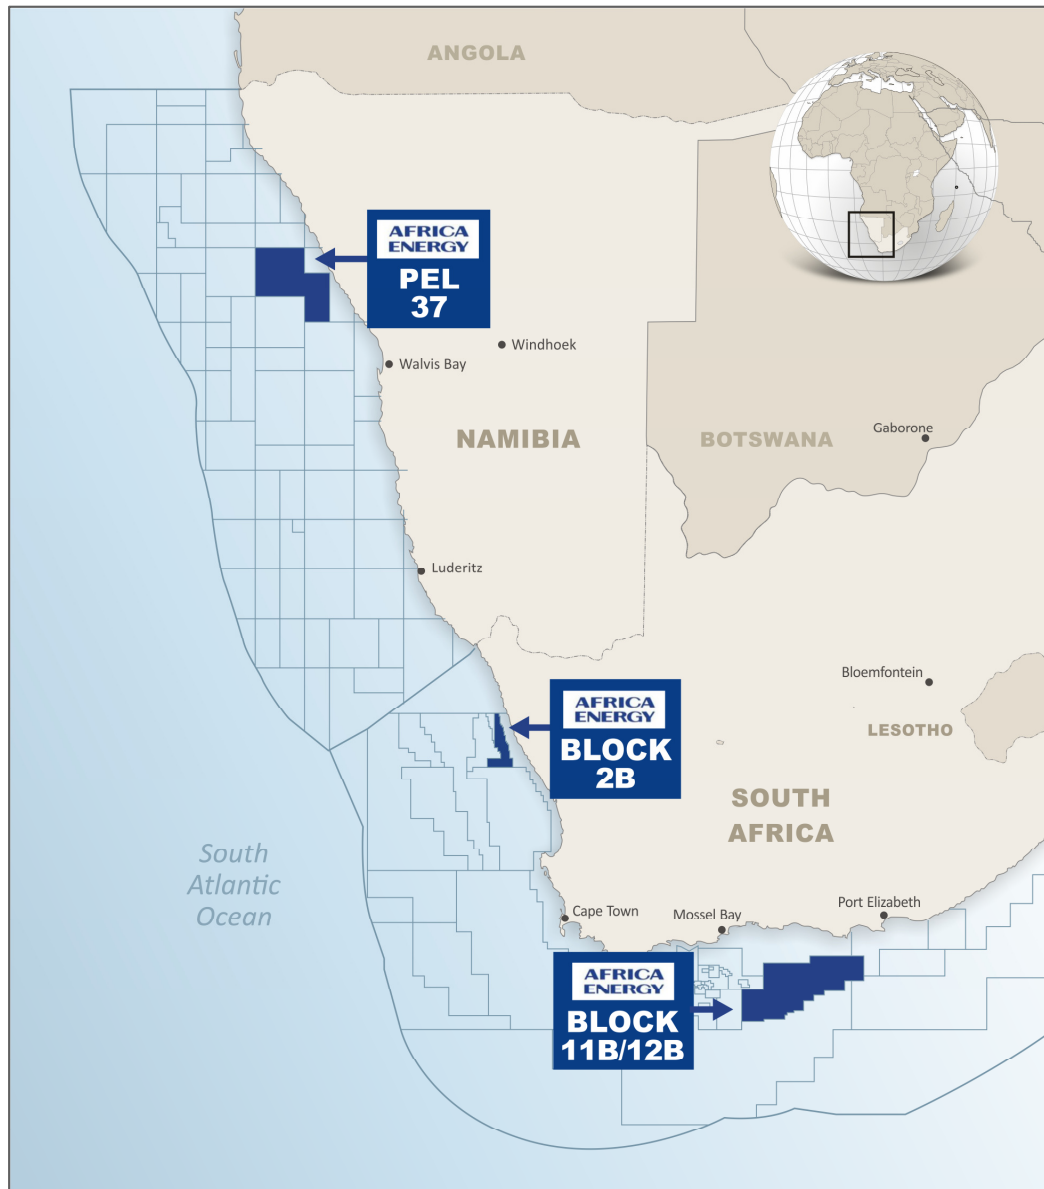 ANGOLA
AFRICA
ENERGY
PEL
37
Windhoek
Walvis Bay
NAMIBIA
BOTSWANA
Gaborone
Luderitz
Bloemfontein
LESOTHO
AFRICA
ENERGY
BLOCK
2B
SOUTH
AFRICA
South
Atlantic
Ocean
Cape Town
Mossel Bay
Port Elizabeth
AFRICA
ENERGY
BLOCK
11B/12B